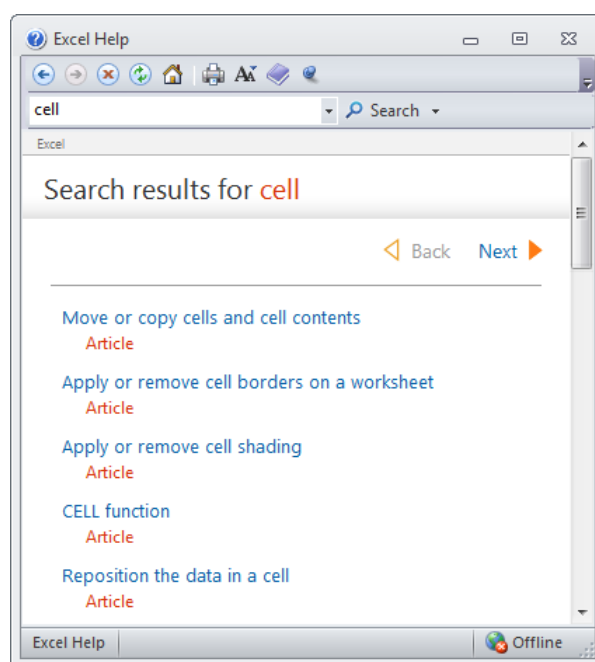 Excel Help
cell
Search
Excel
Search results for cell
Back Next
Move or copy cells and cell contents
Article
Apply or remove cell borders on a worksheet
Article
Apply or remove cell shading
Article
CELL function
Article
Reposition the data in a cell
Article
Excel Help
Offline